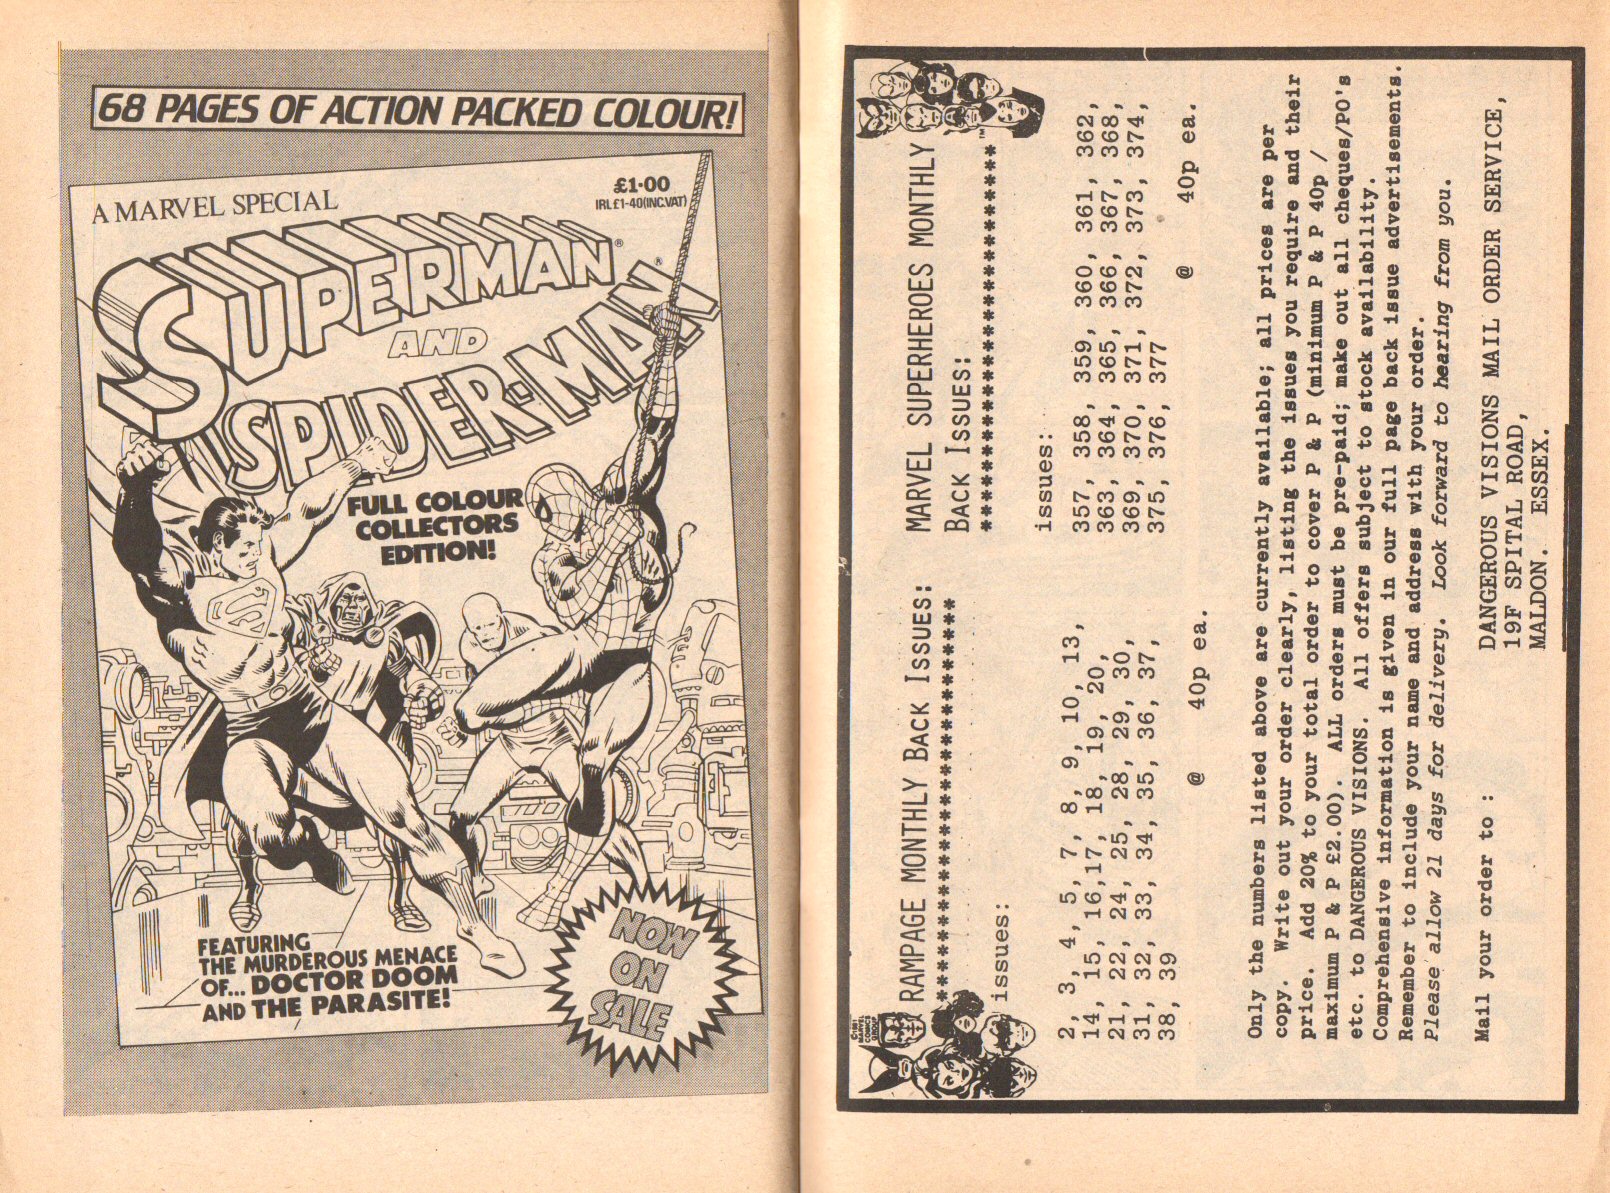 68 PAGES OF ACTION PACKED COLOUR!
A MARVEL SPECIAL
£1·00
IRL £1-40(INC.VAT)
SUPERMAN®
AND
SPIDER-MAN®
FULL COLOUR
COLLECTORS
EDITION!
FEATURING
THE MURDEROUS MENACE
OF... DOCTOR DOOM
AND THE PARASITE!
NOW
ON
SALE
©1981
MARVEL
COMICS
GROUP
RAMPAGE MONTHLY BACK ISSUES:
************************************
issues:
2, 3, 4, 5, 7, 8, 9, 10, 13,
14, 15, 16,17, 18, 19, 20,
21, 22, 24, 25, 28, 29, 30,
31, 32, 33, 34, 35, 36, 37,
38, 39
@ 40p ea.
TM
MARVEL SUPERHEROES MONTHLY
BACK ISSUES:
*********************************
issues:
357, 358, 359, 360, 361, 362,
363, 364, 365, 366, 367, 368,
369, 370, 371, 372, 373, 374,
375, 376, 377
@ 40p ea.
Only the numbers listed above are currently available; all prices are per
copy. Write out your order clearly, listing the issues you require and their
price. Add 20% to your total order to cover P & P (minimum P & P 40p /
maximum P & P £2.00). ALL orders must be pre-paid; make out all cheques/PO's
etc. to DANGEROUS VISIONS. All offers subject to stock availability.
Comprehensive information is given in our full page back issue advertisements.
Remember to include your name and address with your order.
Please allow 21 days for delivery. Look forward to hearing from you.
Mail your order to :
DANGEROUS VISIONS MAIL ORDER SERVICE,
19F SPITAL ROAD,
MALDON. ESSEX.